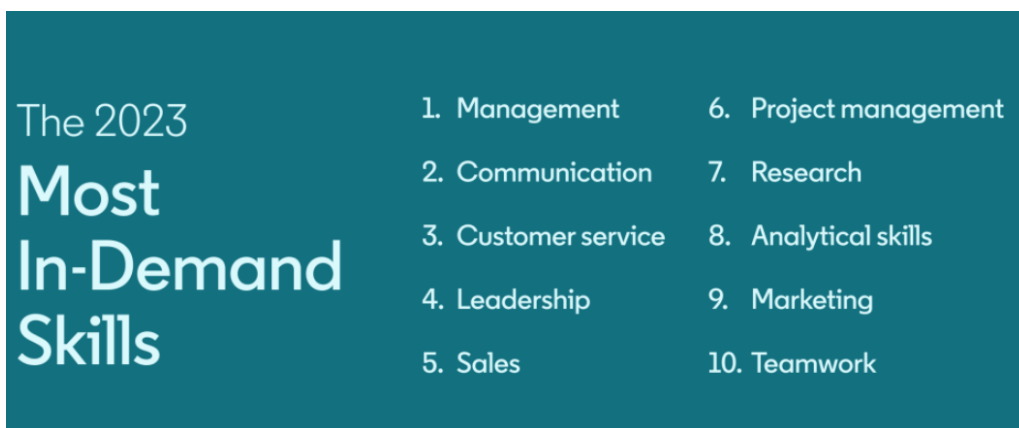 The 2023
Most
In-Demand
Skills
1. Management
2. Communication
3. Customer service
4. Leadership
5. Sales
6. Project management
7. Research
8. Analytical skills
9. Marketing
10. Teamwork